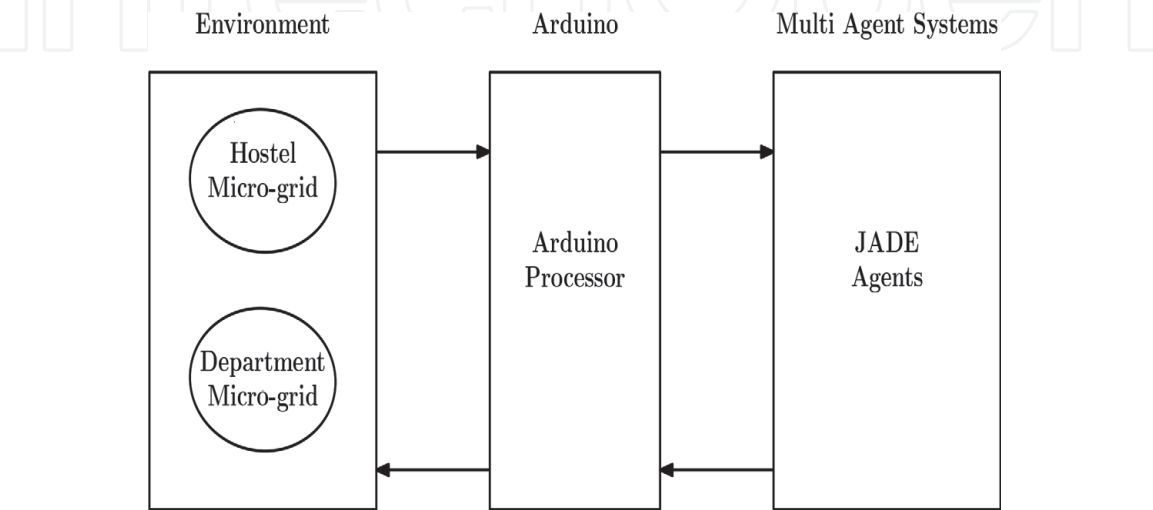 Environment
Arduino
Multi Agent Systems
Hostel
Micro-grid
Department
Micro-grid
Arduino
Processor
JADE
Agents